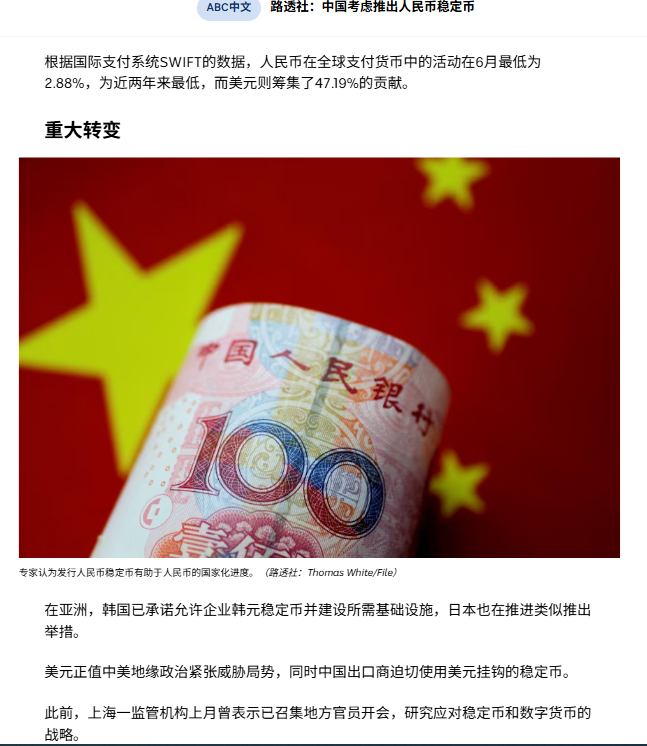 ABC中文 路透社：中国考虑推出人民币稳定币
根据国际支付系统SWIFT的数据，人民币在全球支付货币中的活动在6月最低为
2.88%，为近两年来最低，而美元则筹集了47.19%的贡献。
重大转变
中国人民银行
100
专家认为发行人民币稳定币有助于人民币的国家化进度。（路透社：Thomas White/File）
在亚洲，韩国已承诺允许企业韩元稳定币并建设所需基础设施，日本也在推进类似推出
举措。
美元正值中美地缘政治紧张威胁局势，同时中国出口商迫切使用美元挂钩的稳定币。
此前，上海一监管机构上月曾表示已召集地方官员开会，研究应对稳定币和数字货币的
战略。